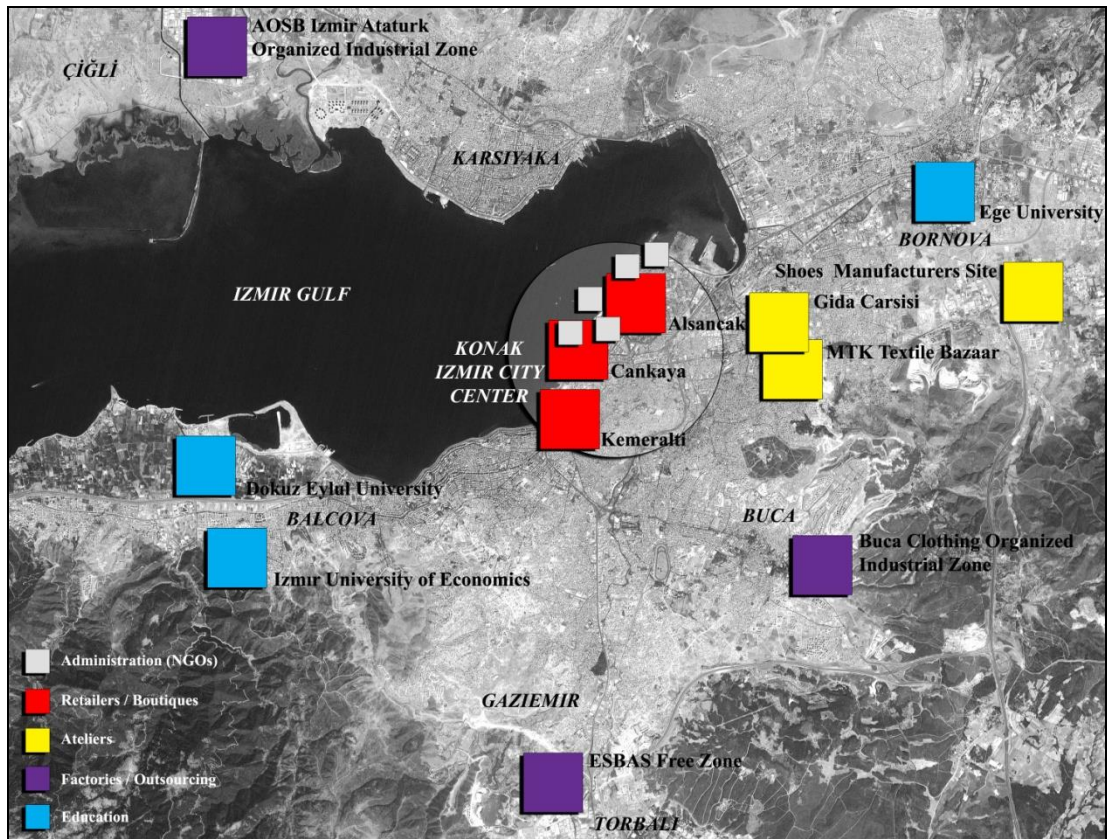 AOSB Izmir Ataturk
Organized Industrial Zone
ÇİĞLİ
KARSIYAKA
Ege University
BORNOVA
Shoes Manufacturers Site
Gida Carsisi
IZMIR GULF
Alsancak
MTK Textile Bazaar
KONAK
IZMIR CITY
CENTER
Cankaya
Kemeralti
Dokuz Eylul University
BALCOVA
BUCA
Buca Clothing Organized
Industrial Zone
Izmır University of Economics
Administration (NGOs)
Retailers / Boutiques
Ateliers
Factories / Outsourcing
Education
GAZIEMIR
ESBAS Free Zone
TORBALI